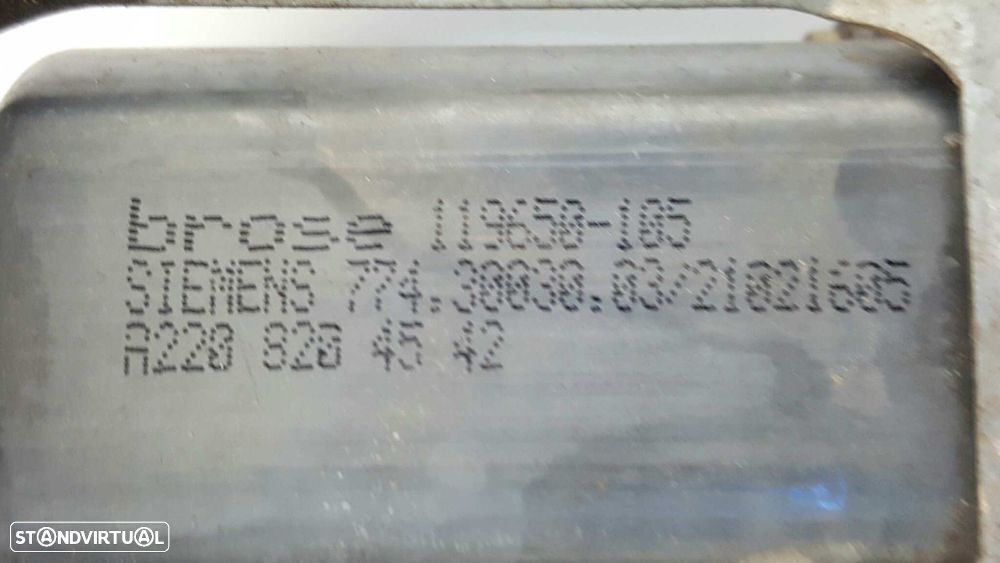 brose 119650-105
SIEMENS 774.30030.03/21021605
A220 820 45 42
STANDVIRTUAL